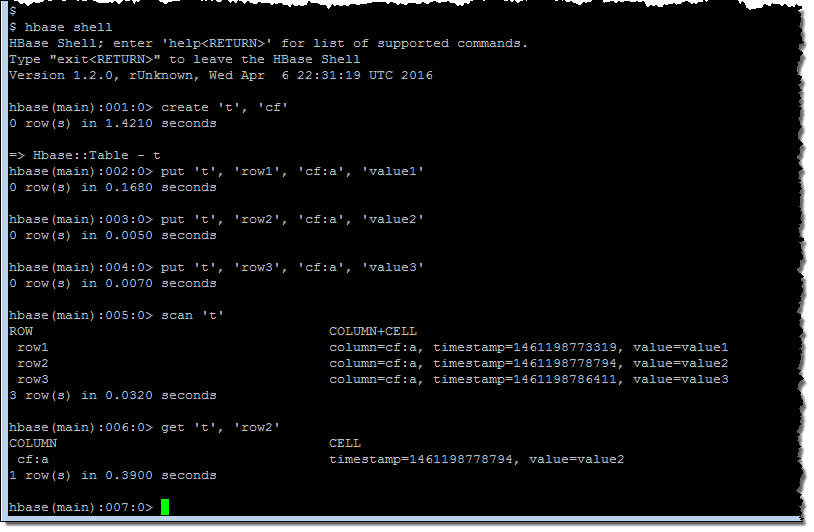 $
$ hbase shell
HBase Shell; enter 'help<RETURN>' for list of supported commands.
Type "exit<RETURN>" to leave the HBase Shell
Version 1.2.0, rUnknown, Wed Apr  6 22:31:19 UTC 2016
hbase(main):001:0> create 't', 'cf'
0 row(s) in 1.4210 seconds
=> Hbase::Table - t
hbase(main):002:0> put 't', 'row1', 'cf:a', 'value1'
0 row(s) in 0.1680 seconds
hbase(main):003:0> put 't', 'row2', 'cf:a', 'value2'
0 row(s) in 0.0050 seconds
hbase(main):004:0> put 't', 'row3', 'cf:a', 'value3'
0 row(s) in 0.0070 seconds
hbase(main):005:0> scan 't'
ROW                                     COLUMN+CELL
 row1                                   column=cf:a, timestamp=1461198773319, value=value1
 row2                                   column=cf:a, timestamp=1461198778794, value=value2
 row3                                   column=cf:a, timestamp=1461198786411, value=value3
3 row(s) in 0.0320 seconds
hbase(main):006:0> get 't', 'row2'
COLUMN                                  CELL
 cf:a                                   timestamp=1461198778794, value=value2
1 row(s) in 0.3900 seconds
hbase(main):007:0>